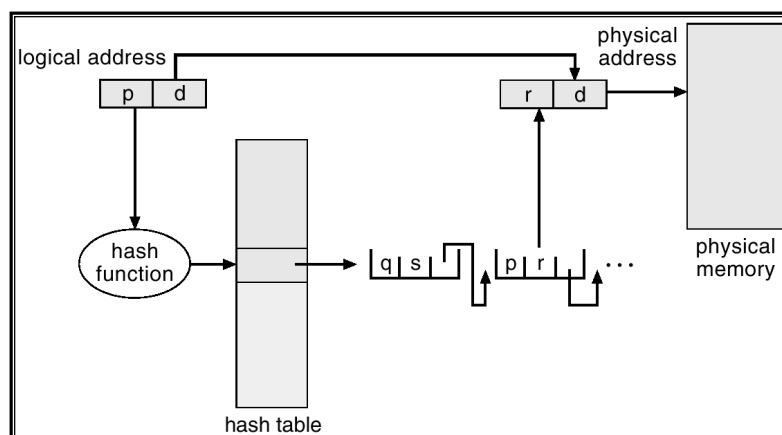 logical address
physical
address
p d
r d
hash
function
q s
p r
...
physical
memory
hash table